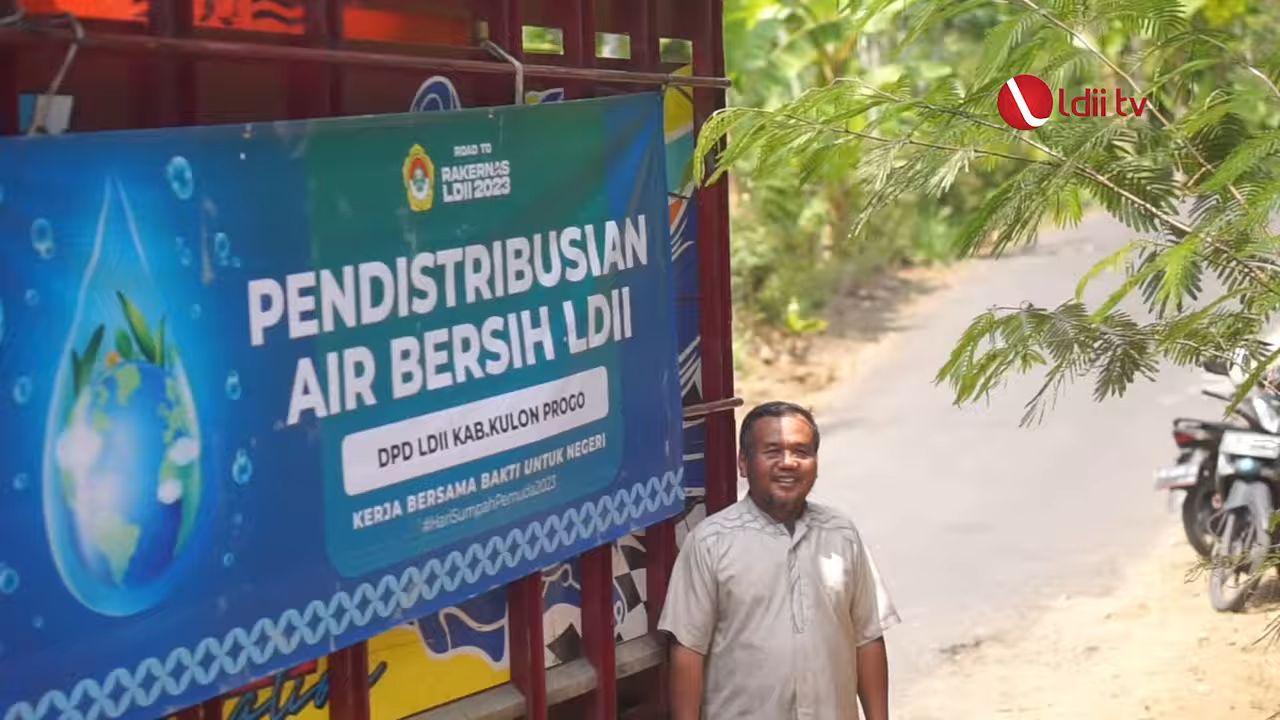 ldii tv
ROAD TO
RAKERNAS
LDII 2023
PENDISTRIBUSIAN
AIR BERSIH LDII
DPD LDII KAB.KULON PROGO
KERJA BERSAMA BAKTI UNTUK NEGERI
#HariSumpahPemuda2023